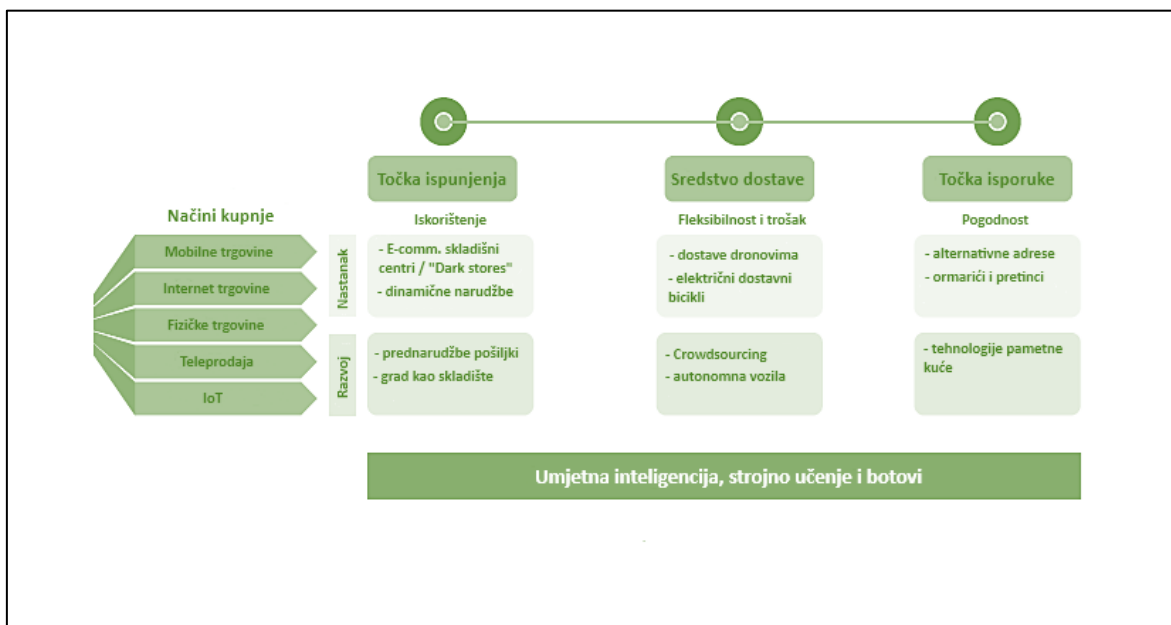 Točka ispunjenja
Sredstvo dostave
Točka isporuke
Načini kupnje
Iskorištenje
Fleksibilnost i trošak
Pogodnost
Mobilne trgovine
Internet trgovine
Fizičke trgovine
Teleprodaja
IoT
Nastanak
- E-comm. skladišni
centri / "Dark stores"
- dinamične narudžbe
- dostave dronovima
- električni dostavni
bicikli
- alternativne adrese
- ormarići i pretinci
Razvoj
- prednarudžbe pošiljki
- grad kao skladište
- Crowdsourcing
- autonomna vozila
- tehnologije pametne
kuće
Umjetna inteligencija, strojno učenje i botovi